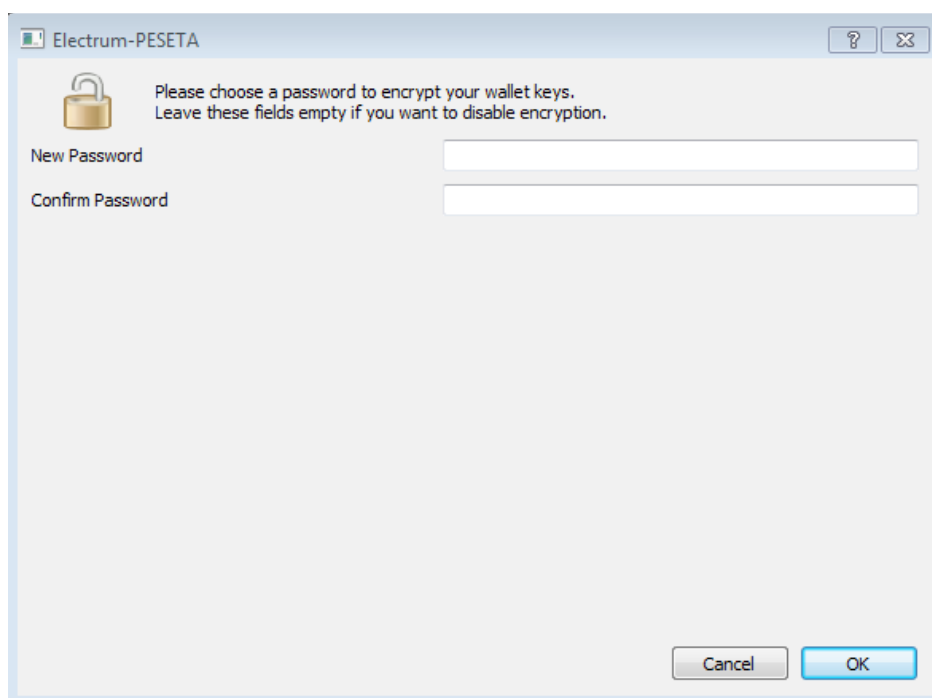 Electrum-PESETA
Please choose a password to encrypt your wallet keys.
Leave these fields empty if you want to disable encryption.
New Password
Confirm Password
Cancel
OK